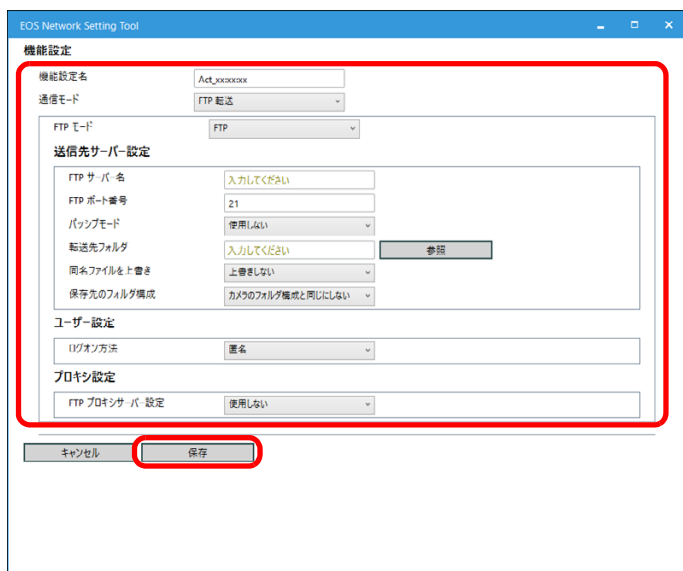 EOS Network Setting Tool
機能設定
機能設定名 Act_xx:xx:xx
通信モード FTP 転送
FTP モード FTP
送信先サーバー設定
FTP サーバー名 入力してください
FTP ポート番号 21
パッシブモード 使用しない
転送先フォルダ 入力してください 参照
同名ファイルを上書き 上書きしない
保存先のフォルダ構成 カメラのフォルダ構成と同じにしない
ユーザー設定
ログオン方法 匿名
プロキシ設定
FTP プロキシサーバー設定 使用しない
キャンセル 保存